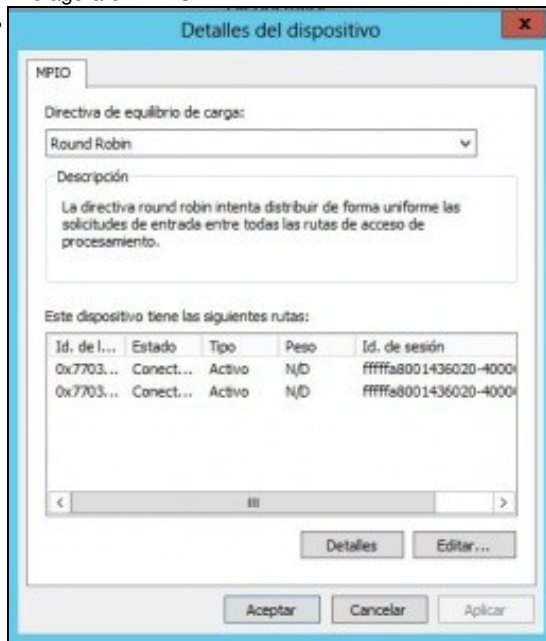 Detalles del dispositivo
x
MPIO
Directiva de equilibrio de carga:
Round Robin
Descripción
La directiva round robin intenta distribuir de forma uniforme las
solicitudes de entrada entre todas las rutas de acceso de
procesamiento.
Este dispositivo tiene las siguientes rutas:
Id. de l... Estado Tipo Peso Id. de sesión
0x7703... Conect... Activo N/D fffffa8001436020-4000
0x7703... Conect... Activo N/D fffffa8001436020-4000
Detalles Editar...
Aceptar Cancelar Aplicar